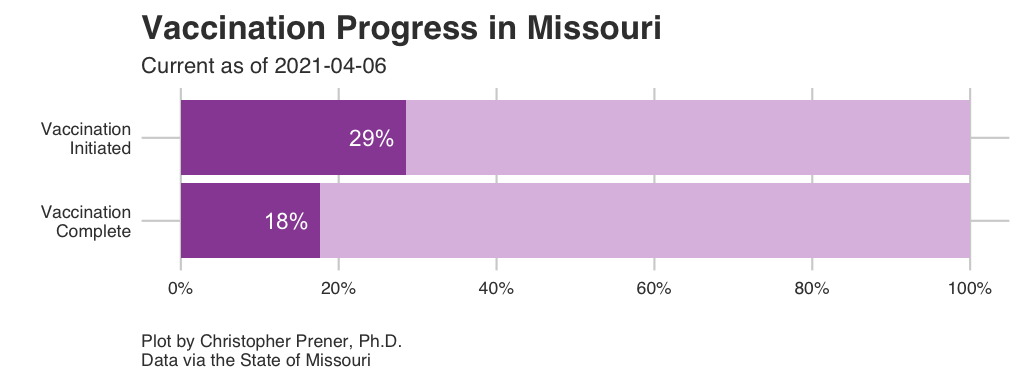 Vaccination Progress in Missouri
Current as of 2021-04-06
Vaccination
Initiated
29%
Vaccination
Complete
18%
0%
20%
40%
60%
80%
100%
Plot by Christopher Prener, Ph.D.
Data via the State of Missouri